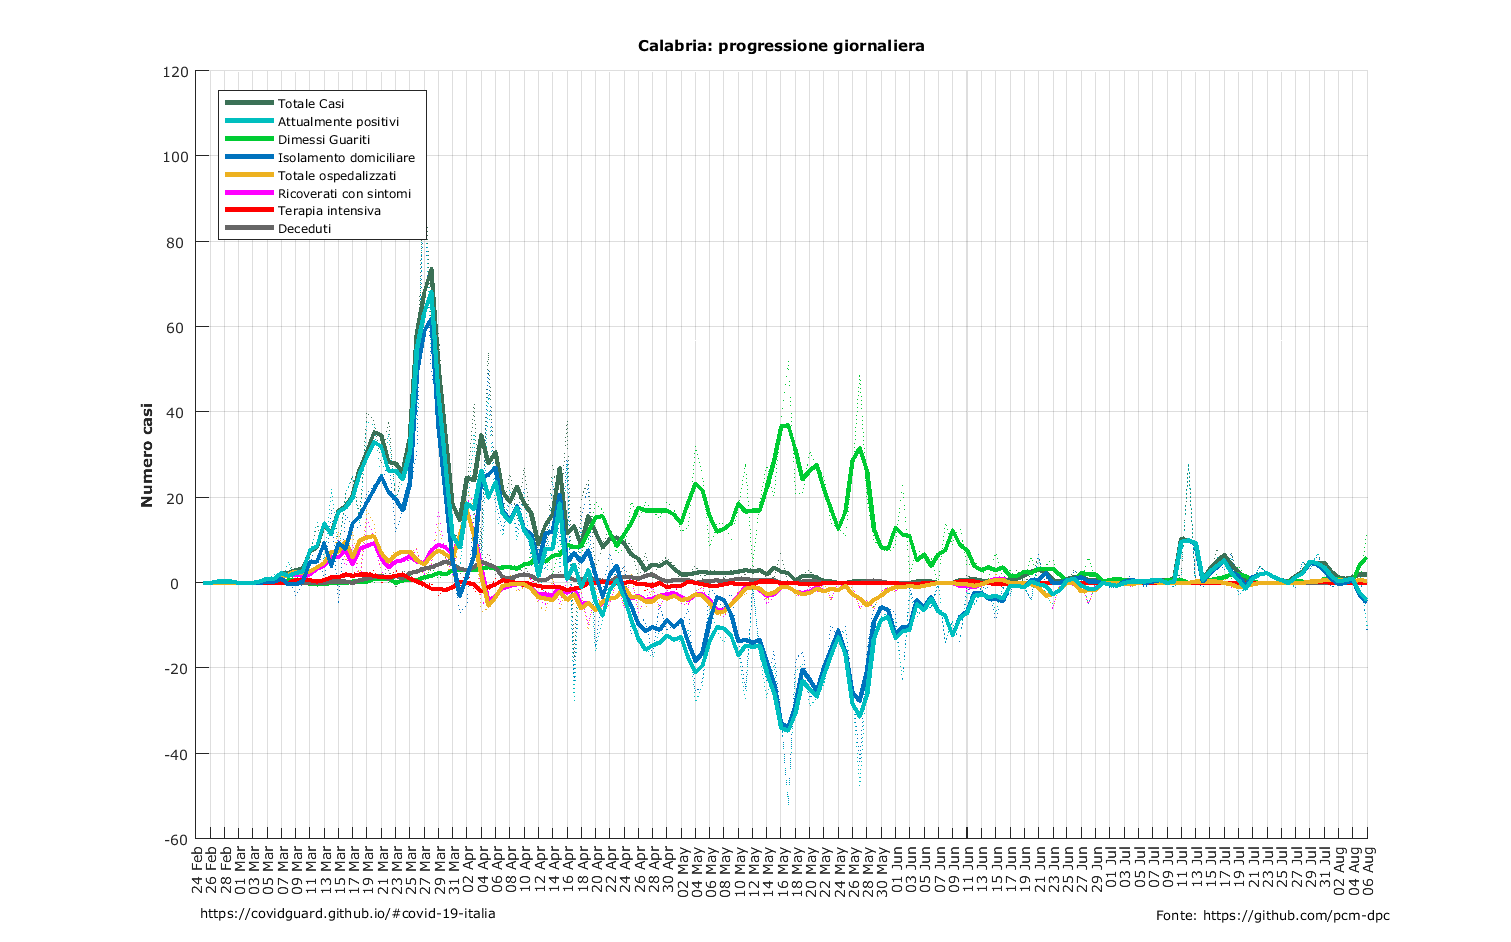 Calabria: progressione giornaliera
Numero casi
120
100
80
60
40
20
0
-20
-40
-60
Totale Casi
Attualmente positivi
Dimessi Guariti
Isolamento domiciliare
Totale ospedalizzati
Ricoverati con sintomi
Terapia intensiva
Deceduti
24 Feb
26 Feb
28 Feb
01 Mar
03 Mar
05 Mar
07 Mar
09 Mar
11 Mar
13 Mar
15 Mar
17 Mar
19 Mar
21 Mar
23 Mar
25 Mar
27 Mar
29 Mar
31 Mar
02 Apr
04 Apr
06 Apr
08 Apr
10 Apr
12 Apr
14 Apr
16 Apr
18 Apr
20 Apr
22 Apr
24 Apr
26 Apr
28 Apr
30 Apr
02 May
04 May
06 May
08 May
10 May
12 May
14 May
16 May
18 May
20 May
22 May
24 May
26 May
28 May
30 May
01 Jun
03 Jun
05 Jun
07 Jun
09 Jun
11 Jun
13 Jun
15 Jun
17 Jun
19 Jun
21 Jun
23 Jun
25 Jun
27 Jun
29 Jun
01 Jul
03 Jul
05 Jul
07 Jul
09 Jul
11 Jul
13 Jul
15 Jul
17 Jul
19 Jul
21 Jul
23 Jul
25 Jul
27 Jul
29 Jul
31 Jul
02 Aug
04 Aug
06 Aug
https://covidguard.github.io/#covid-19-italia
Fonte: https://github.com/pcm-dpc